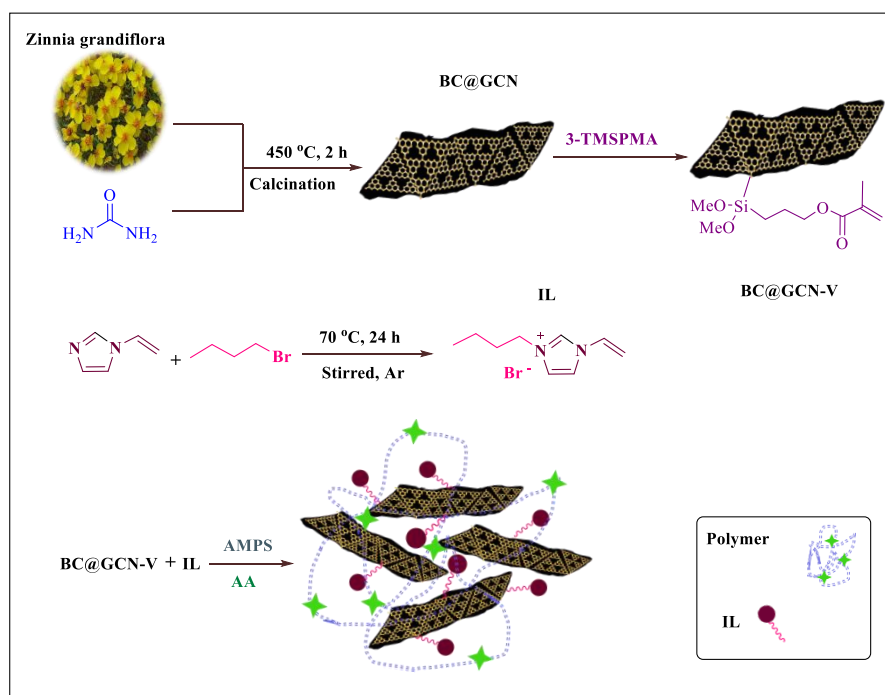 Zinnia grandiflora
BC@GCN
450 °C, 2 h
Calcination
3-TMSPMA
O
H₂N NH₂
MeO Si
MeO
O
O
BC@GCN-V
IL
N N
+
Br
70 °C, 24 h
Stirred, Ar
+
N N
Br -
BC@GCN-V + IL
AMPS
AA
Polymer
IL